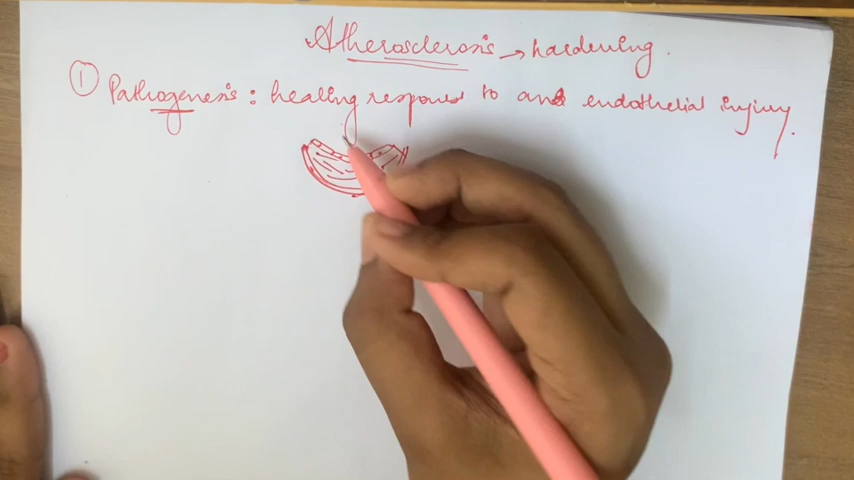 Atherosclerosis → hardening.
① Pathogenesis : healing response to and endothelial injury.